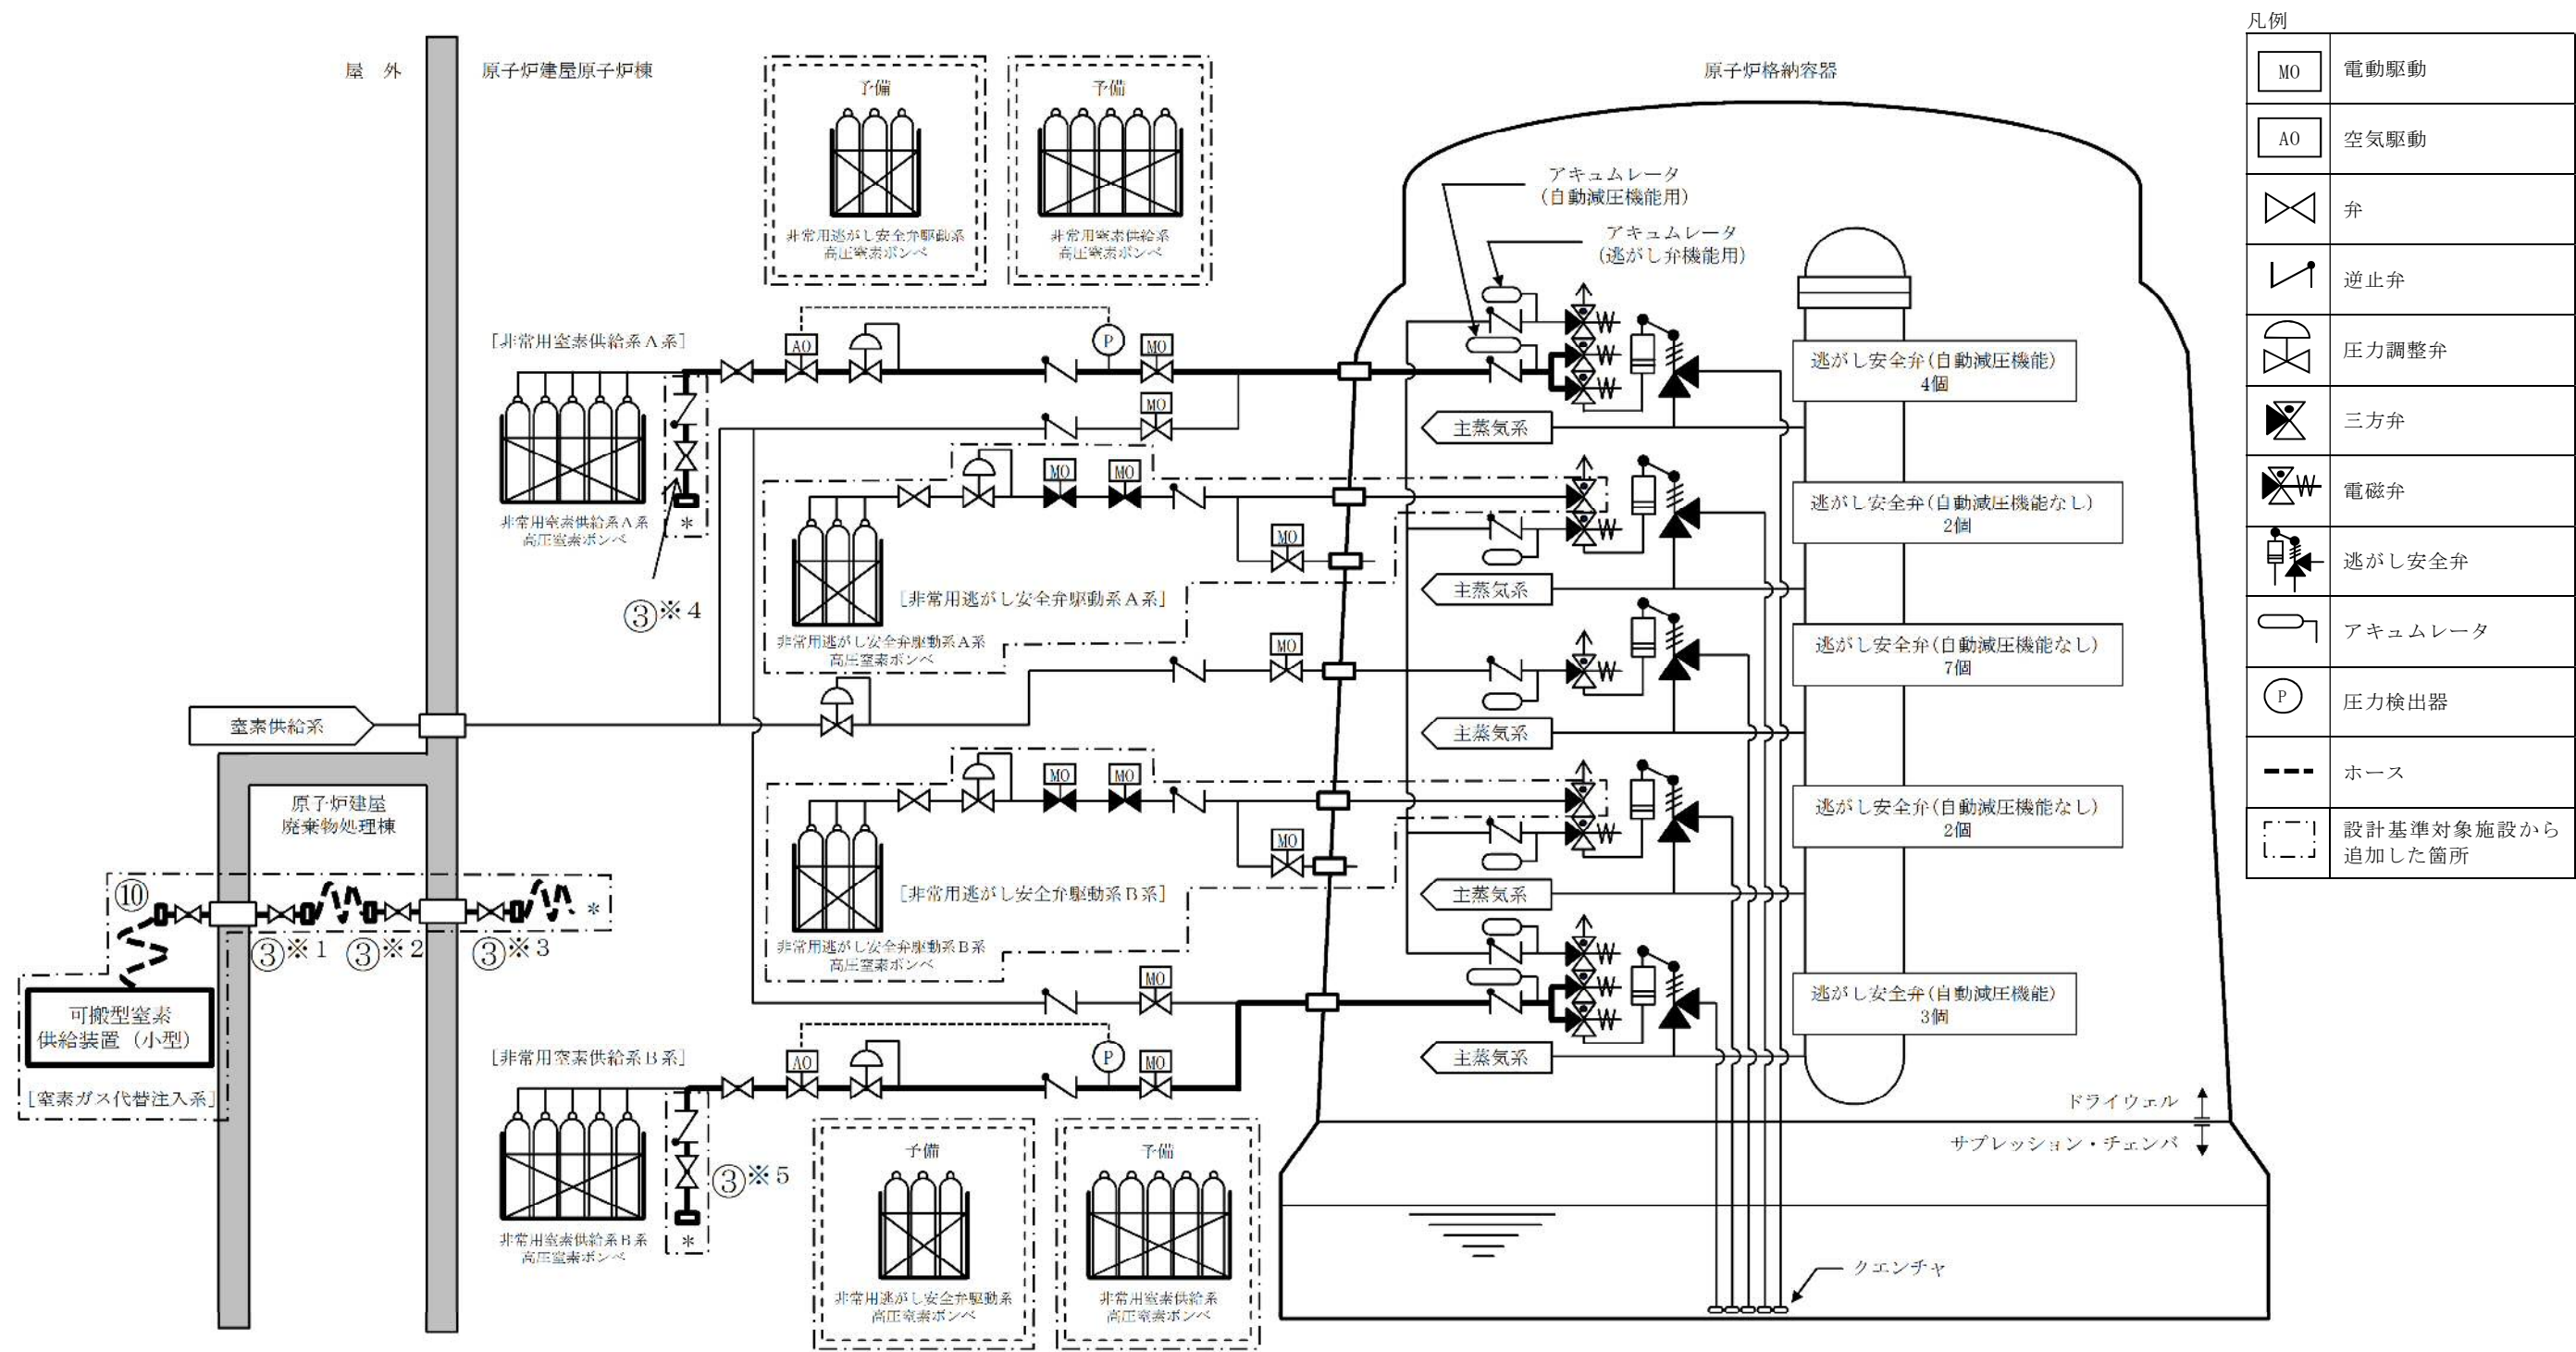 屋 外
原子炉建屋原子炉棟
予備
非常用逃がし安全弁駆動系
高圧窒素ボンベ
予備
非常用窒素供給系
高圧窒素ボンベ
原子炉格納容器
アキュムレータ
(自動減圧機能用)
アキュムレータ
(逃がし弁機能用)
[非常用窒素供給系A系]
AO
P
MO
MO
非常用窒素供給系A系
高圧窒素ボンベ
*
③※4
MO
MO
MO
[非常用逃がし安全弁駆動系A系]
非常用逃がし安全弁駆動系A系
高圧窒素ボンベ
MO
窒素供給系
原子炉建屋
廃棄物処理棟
MO
MO
MO
[非常用逃がし安全弁駆動系B系]
非常用逃がし安全弁駆動系B系
高圧窒素ボンベ
⑩
*
③※1
③※2
③※3
可搬型窒素
供給装置（小型）
[窒素ガス代替注入系]
MO
[非常用窒素供給系B系]
AO
P
MO
非常用窒素供給系B系
高圧窒素ボンベ
*
③※5
予備
非常用逃がし安全弁駆動系
高圧窒素ボンベ
予備
非常用窒素供給系
高圧窒素ボンベ
逃がし安全弁(自動減圧機能)
4個
主蒸気系
逃がし安全弁(自動減圧機能なし)
2個
主蒸気系
逃がし安全弁(自動減圧機能なし)
7個
主蒸気系
逃がし安全弁(自動減圧機能なし)
2個
主蒸気系
逃がし安全弁(自動減圧機能)
3個
主蒸気系
ドライウェル
サプレッション・チェンバ
クエンチャ
凡例
MO
電動駆動
AO
空気駆動
弁
逆止弁
圧力調整弁
三方弁
電磁弁
逃がし安全弁
アキュムレータ
P
圧力検出器
ホース
設計基準対象施設から
追加した箇所